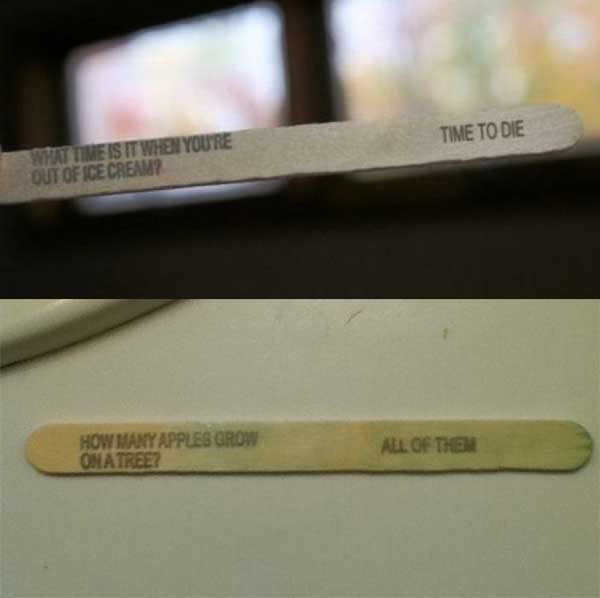 WHAT TIME IS IT WHEN YOU'RE
OUT OF ICE CREAM?
TIME TO DIE
HOW MANY APPLES GROW
ON A TREE?
ALL OF THEM